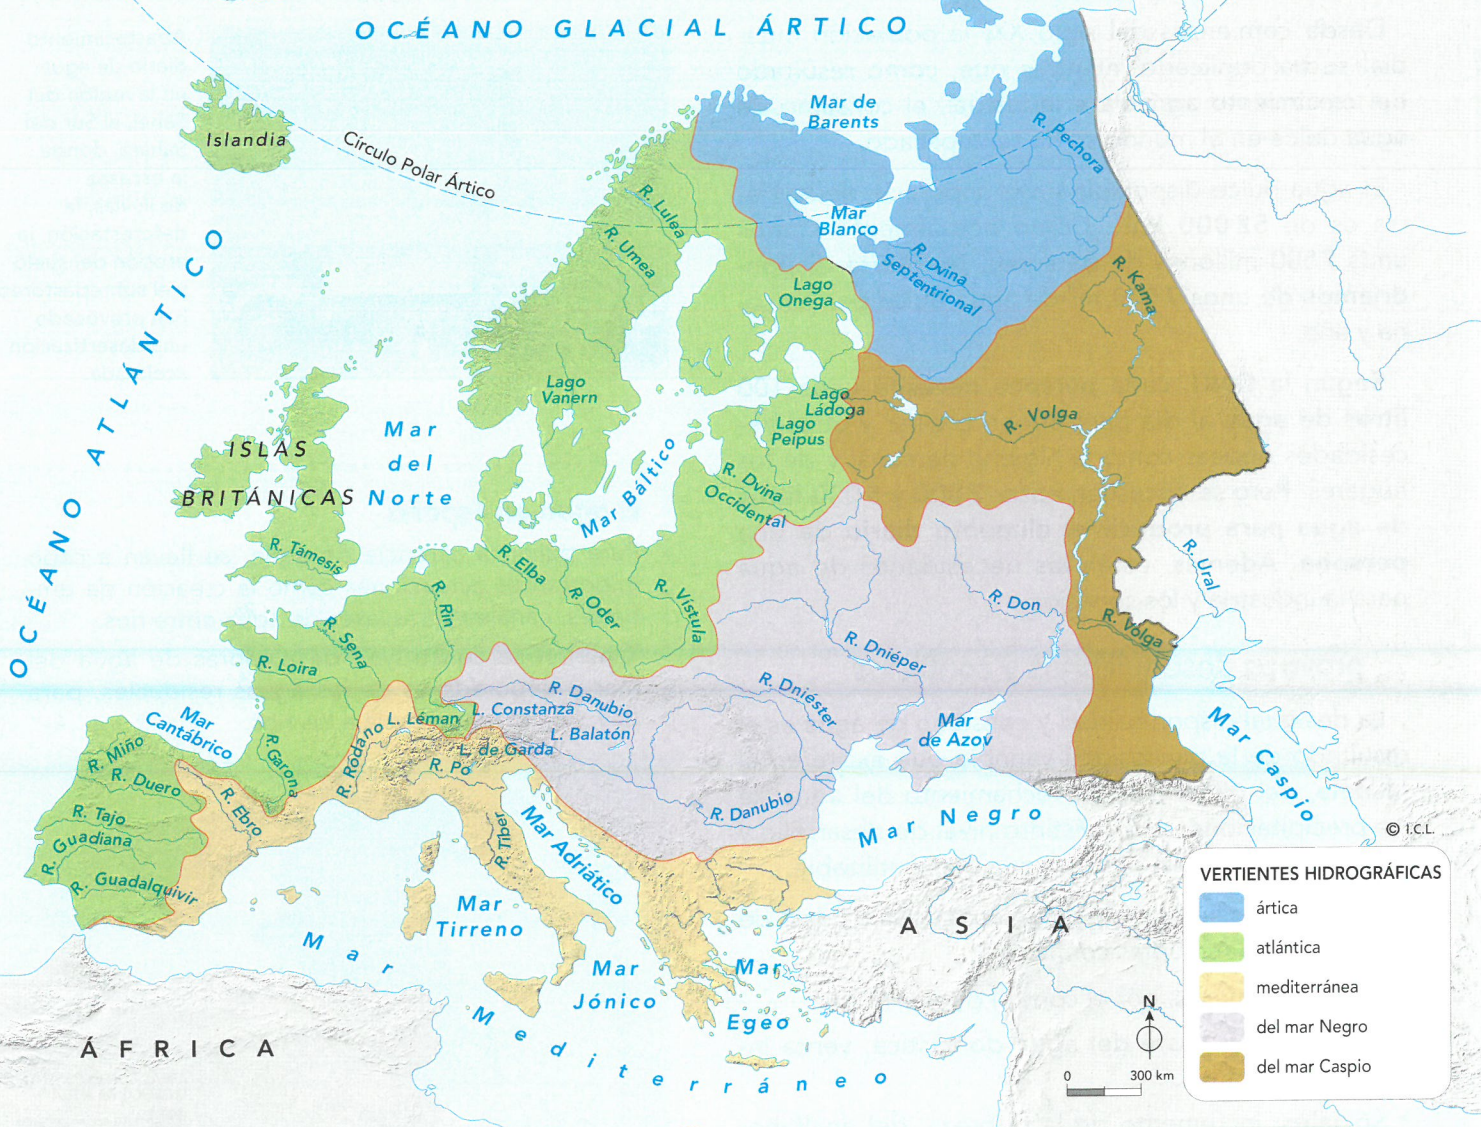 OCÉANO GLACIAL ÁRTICO
Mar de
Barents
R. Pechora
Islandia
Círculo Polar Ártico
R. Lulea
Mar
Blanco
R. Umea
R. Dvina
Septentrional
R. Kama
Lago
Onega
OCÉANO ATLÁNTICO
Lago
Vanern
Lago
Ládoga
R. Volga
Lago
Peipus
Mar
del
Norte
ISLAS
BRITÁNICAS
Mar Báltico
R. Dvina
Occidental
R. Támesis
R. Elba
R. Oder
R. Vístula
R. Rin
R. Don
R. Ural
R. Volga
R. Sena
R. Loira
R. Dniéper
R. Dniéster
R. Danubio
L. Constanza
L. Léman
L. Balatón
L. de Garda
Mar
Cantábrico
Mar
de Azov
Mar Caspio
R. Miño
R. Duero
R. Garona
R. Ródano
R. Po
R. Ebro
R. Tajo
R. Guadiana
R. Guadalquivir
R. Tíber
Mar Adriático
R. Danubio
Mar Negro
© I.C.L.
Mar
Tirreno
Mar
Jónico
Mar
Egeo
Mar Mediterráneo
ASIA
ÁFRICA
N
0 300 km
VERTIENTES HIDROGRÁFICAS
ártica
atlántica
mediterránea
del mar Negro
del mar Caspio